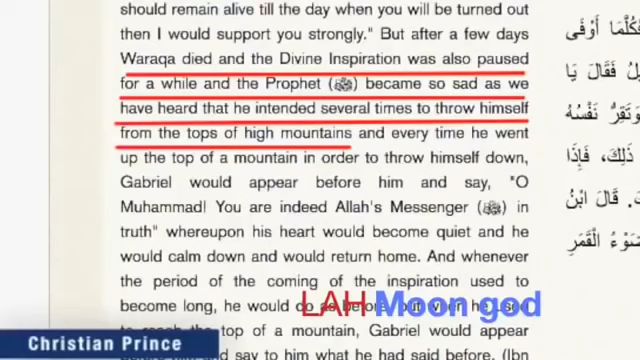 should remain alive till the day when you will be turned out
then I would support you strongly." But after a few days
Waraqa died and the Divine Inspiration was also paused
for a while and the Prophet (ﷺ) became so sad as we
have heard that he intended several times to throw himself
from the tops of high mountains and every time he went
up the top of a mountain in order to throw himself down,
Gabriel would appear before him and say, "O
Muhammad! You are indeed Allah's Messenger (ﷺ) in
truth" whereupon his heart would become quiet and he
would calm down and would return home. And whenever
the period of the coming of the inspiration used to
become long, he would do as
top of a mountain, Gabriel would appear
and say to him what he had said before. (Ibn
فَكُلَّمَا أَوْفَى
فَقَالَ يَا
وَتَقِرُّ نَفْسُهُ
ذَلِكَ، فَإِذَا
قَالَ ابْنُ
ضَوْءُ الْقَمَرِ
LAH Moon god
Christian Prince